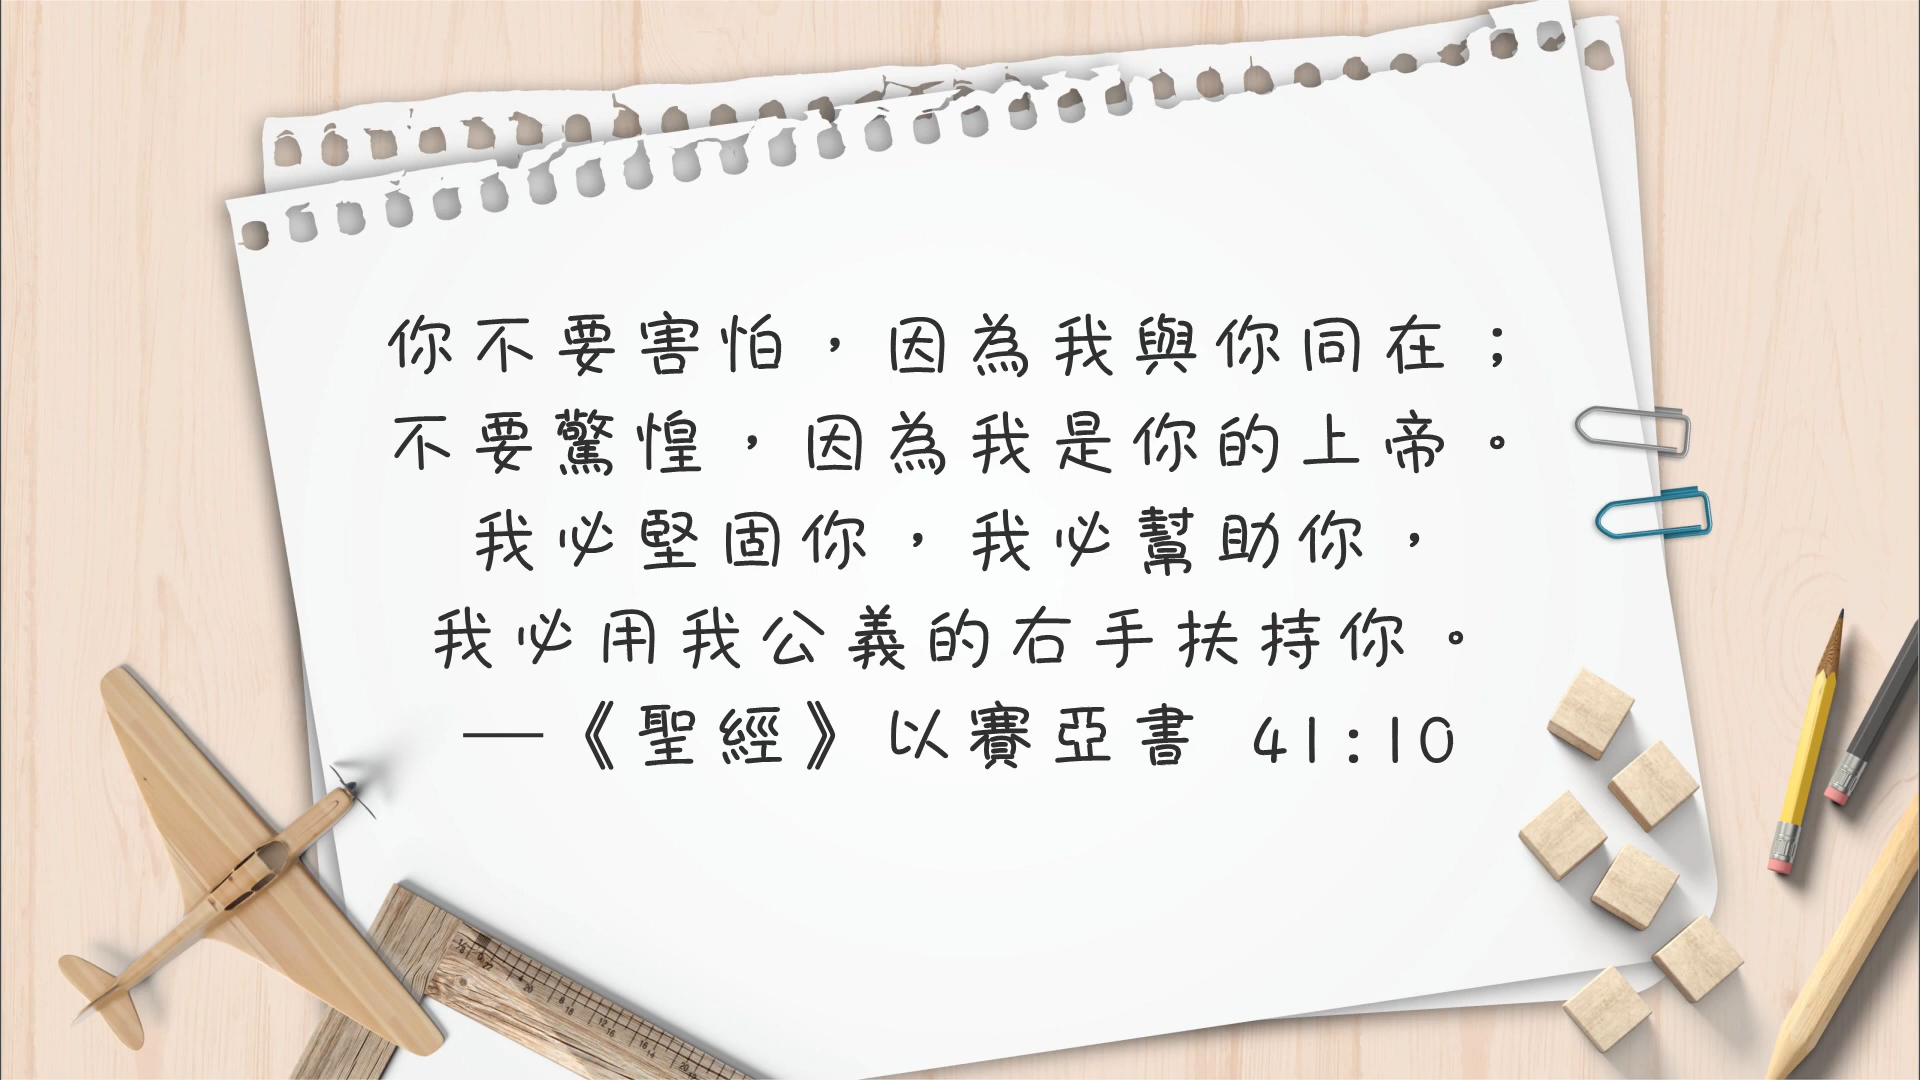 你不要害怕，因為我與你同在；
不要驚惶，因為我是你的上帝。
我必堅固你，我必幫助你，
我必用我公義的右手扶持你。
—《聖經》以賽亞書 41:10